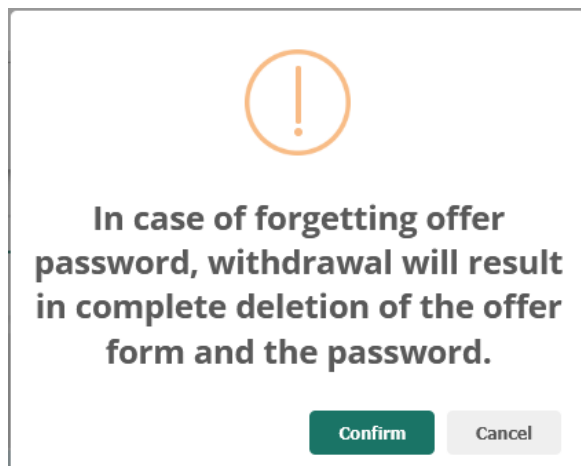 In case of forgetting offer
password, withdrawal will result
in complete deletion of the offer
form and the password.
Confirm Cancel